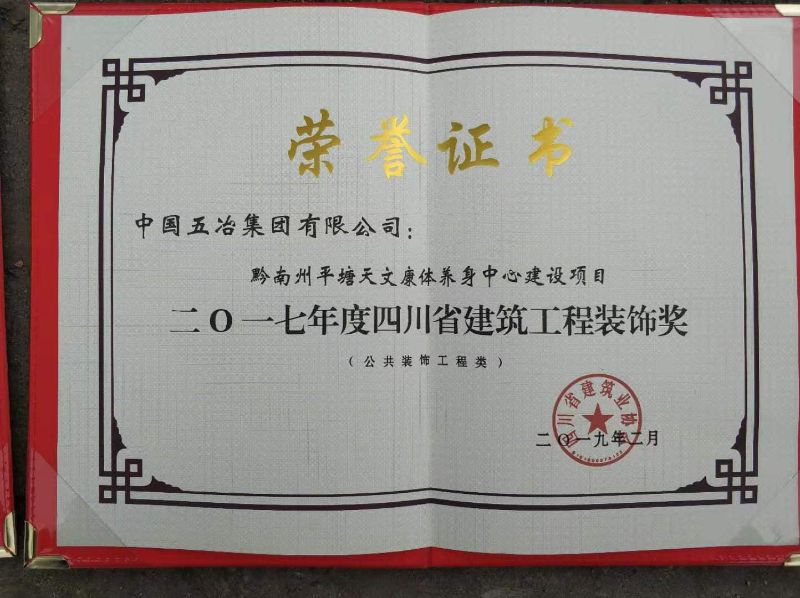 荣誉证书
中国五冶集团有限公司：
黔南州平塘天文康体养身中心建设项目
二〇一七年度四川省建筑工程装饰奖
（公共装饰工程类）
四川省建筑业协会
二〇一九年二月